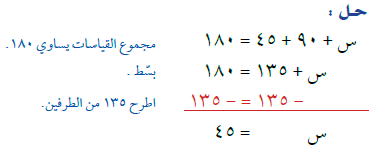 حل :
س + ٩٠ + ٤٥ = ١٨٠ مجموع القياسات يساوي ١٨٠.
س + ١٣٥ = ١٨٠ بسّط .
− ١٣٥ = − ١٣٥ اطرح ١٣٥ من الطرفين.
س = ٤٥